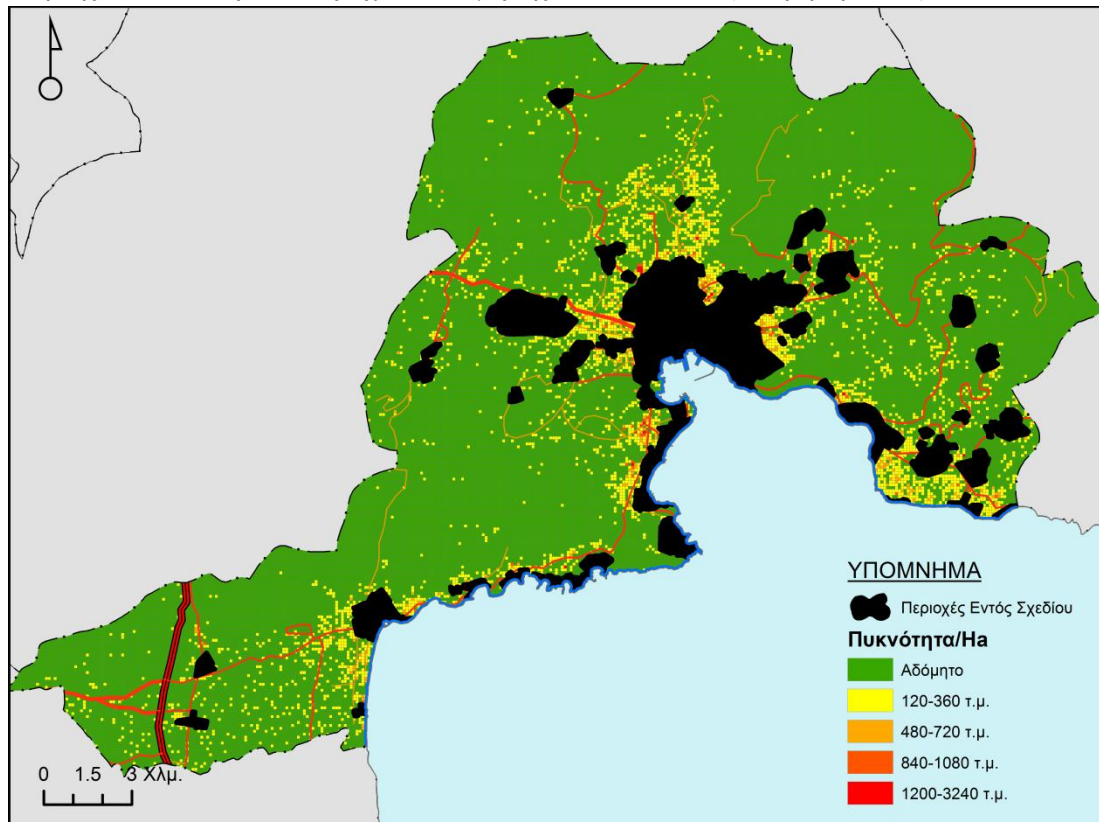 ΥΠΟΜΝΗΜΑ
Περιοχές Εντός Σχεδίου
Πυκνότητα/Ha
Αδόμητο
120-360 τ.μ.
480-720 τ.μ.
840-1080 τ.μ.
1200-3240 τ.μ.
0 1.5 3 Χλμ.